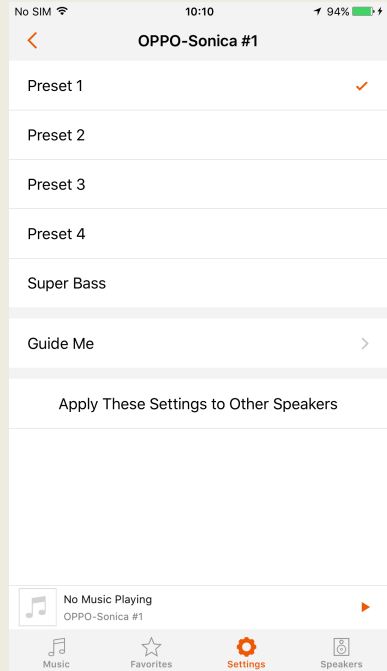 No SIM 10:10 94%
OPPO-Sonica #1
Preset 1
Preset 2
Preset 3
Preset 4
Super Bass
Guide Me
Apply These Settings to Other Speakers
No Music Playing
OPPO-Sonica #1
Music Favorites Settings Speakers